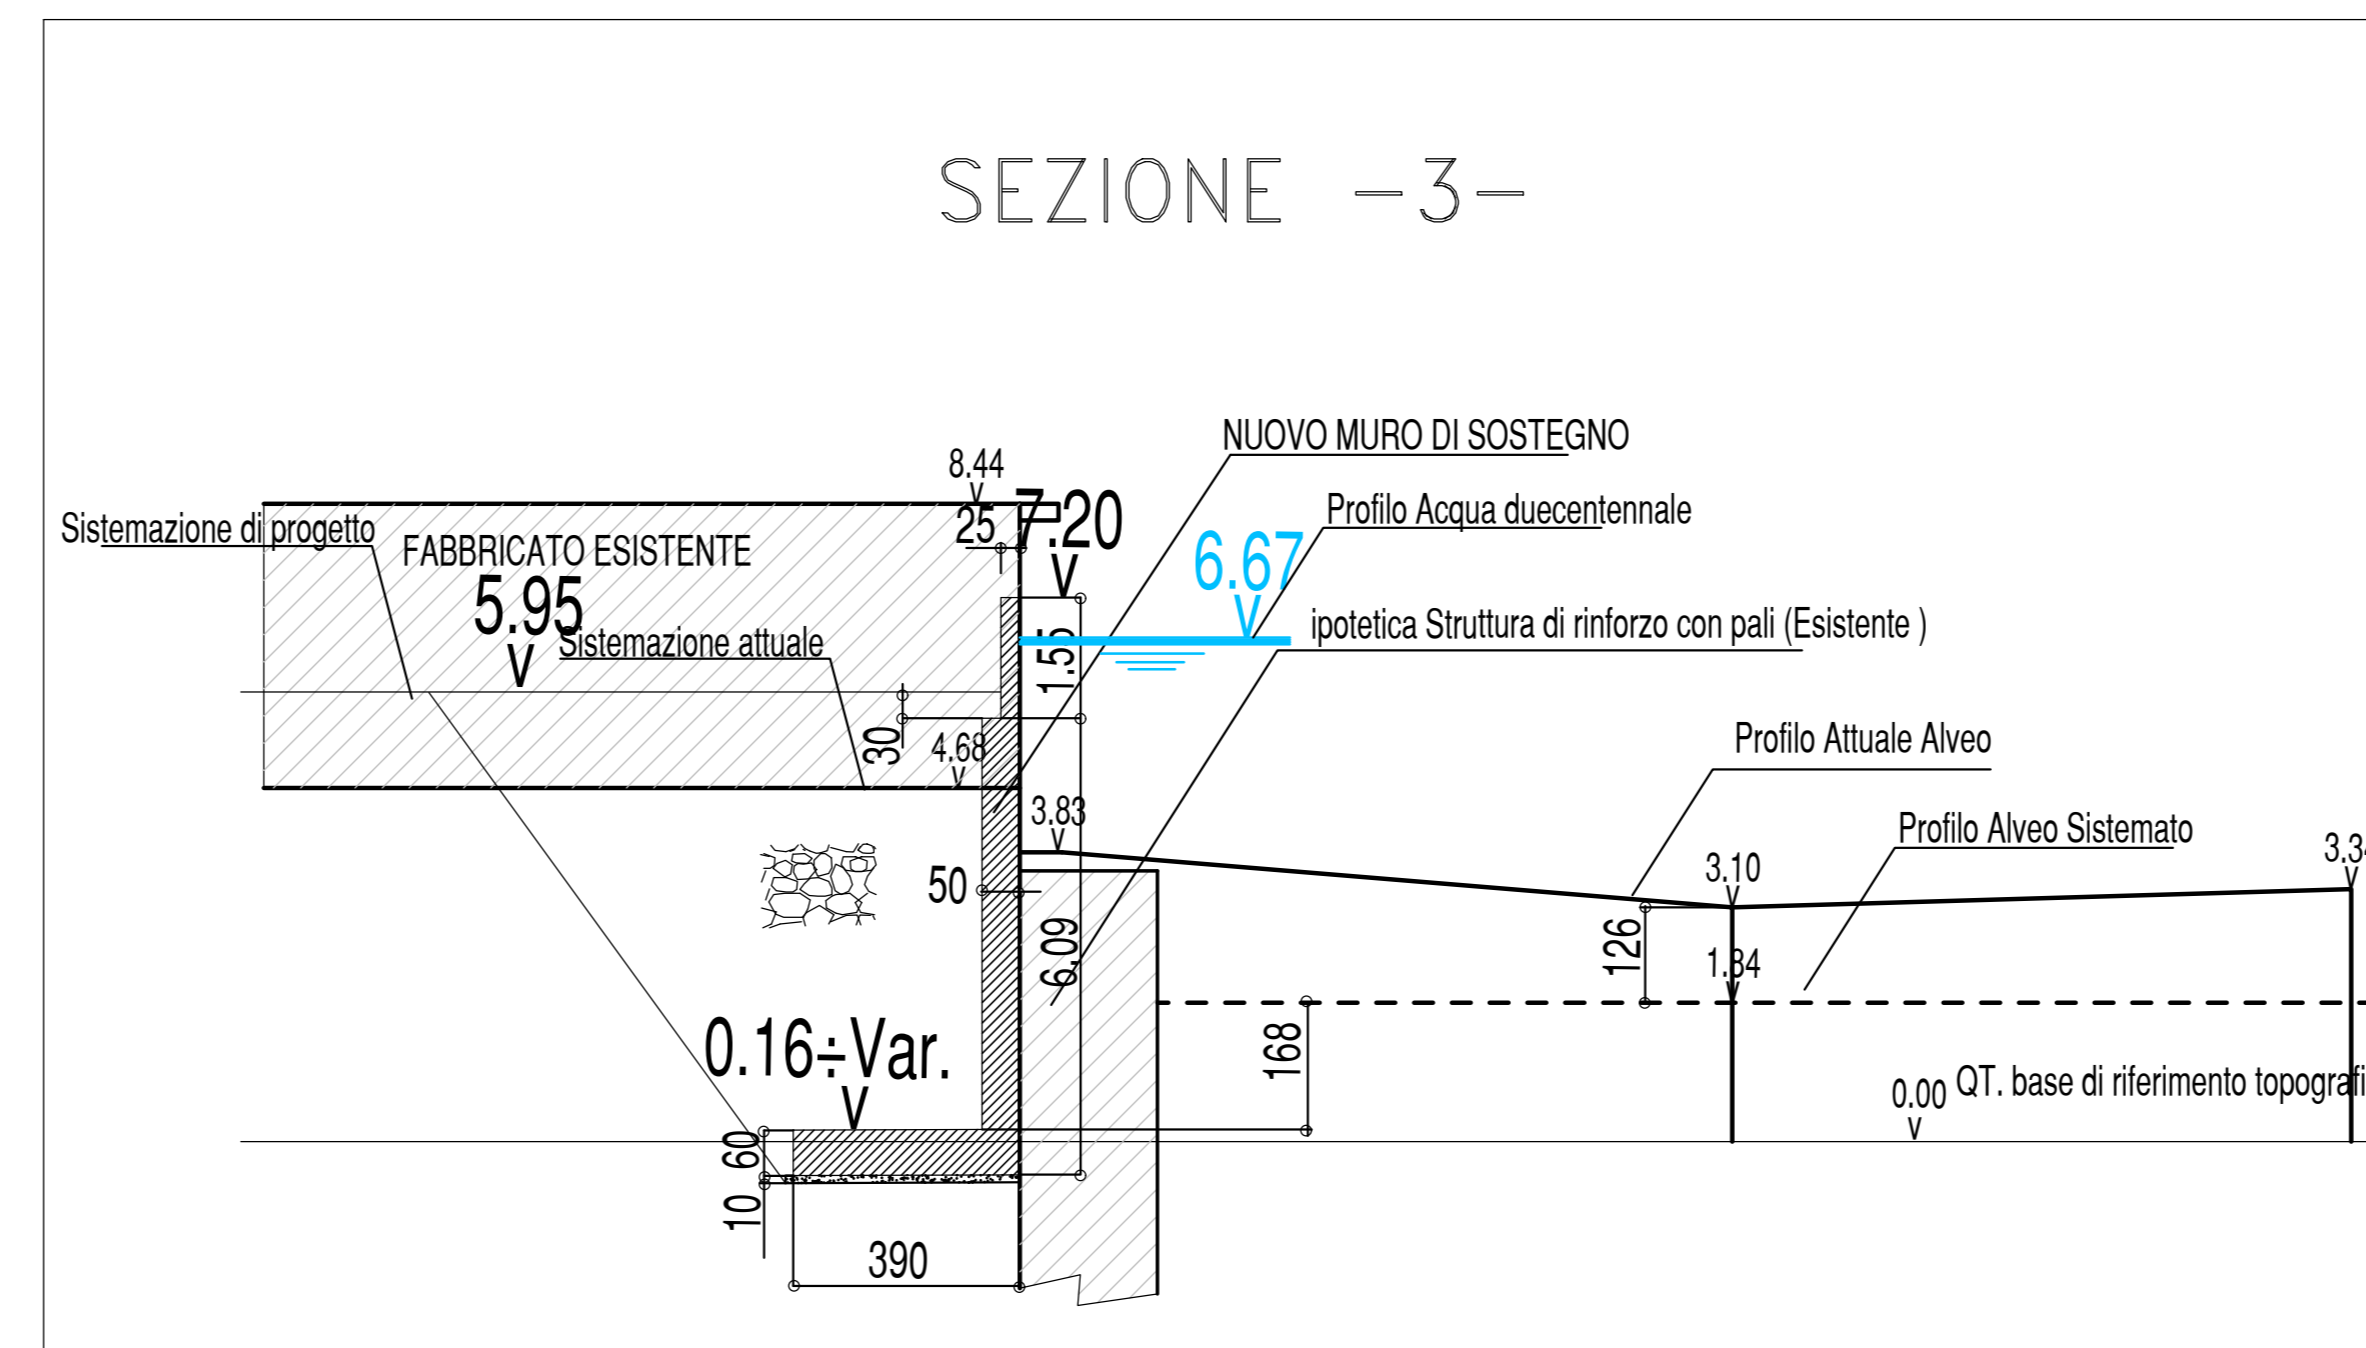 SEZIONE -3-
NUOVO MURO DI SOSTEGNO
8.44
Profilo Acqua duecentennale
Sistemazione di progetto
25
7.20
FABBRICATO ESISTENTE
6.67
5.95
ipotetica Struttura di rinforzo con pali (Esistente )
Sistemazione attuale
1.55
30
4.68
Profilo Attuale Alveo
3.83
Profilo Alveo Sistemato
3.10
3.34
50
126
6.09
1.84
0.16÷Var.
168
0.00
QT. base di riferimento topografi
60
10
390